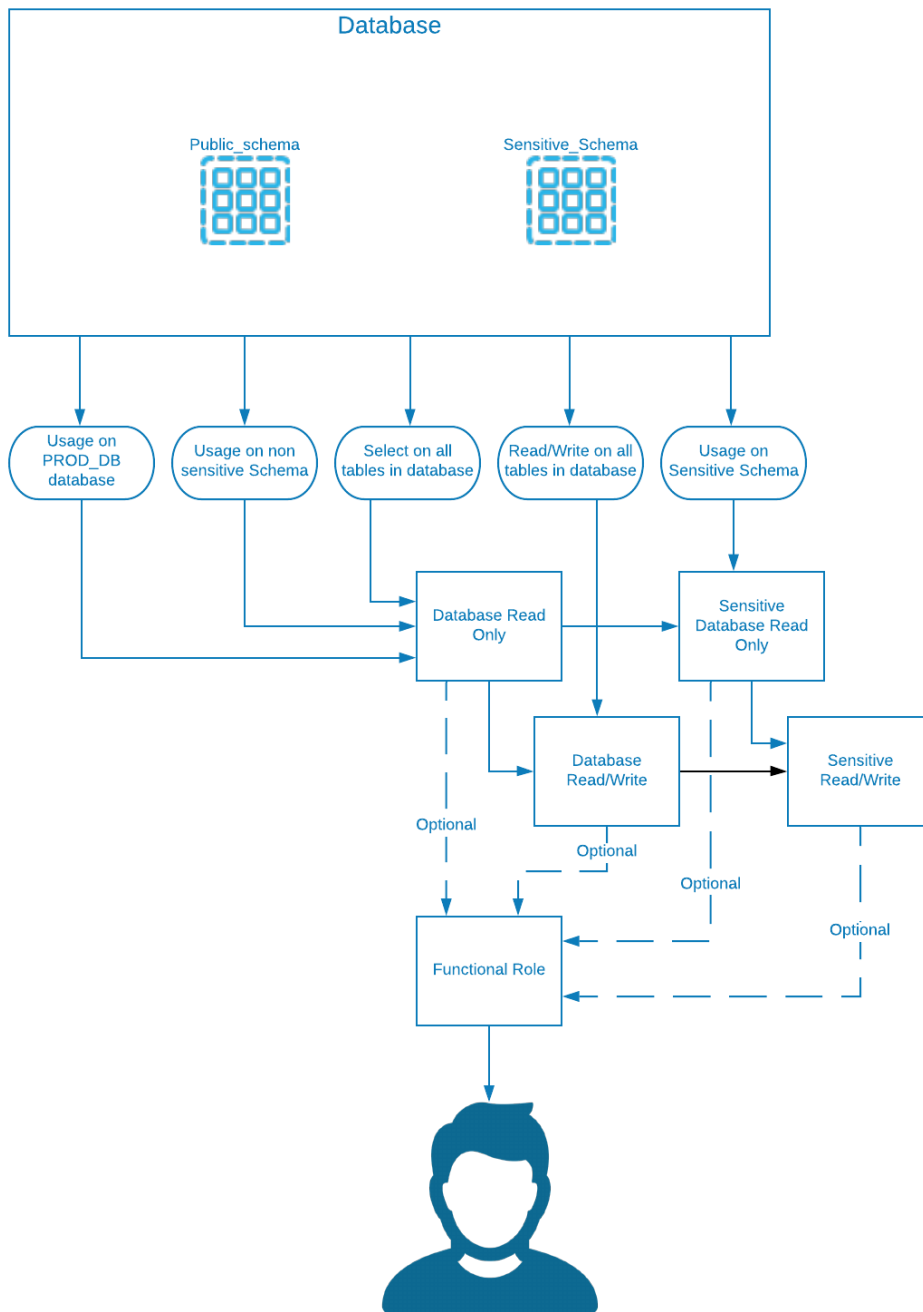 Database
Public_schema
Sensitive_Schema
Usage on
PROD_DB
database
Usage on non
sensitive Schema
Select on all
tables in database
Read/Write on all
tables in database
Usage on
Sensitive Schema
Database Read
Only
Sensitive
Database Read
Only
Database
Read/Write
Sensitive
Read/Write
Optional
Optional
Optional
Optional
Functional Role